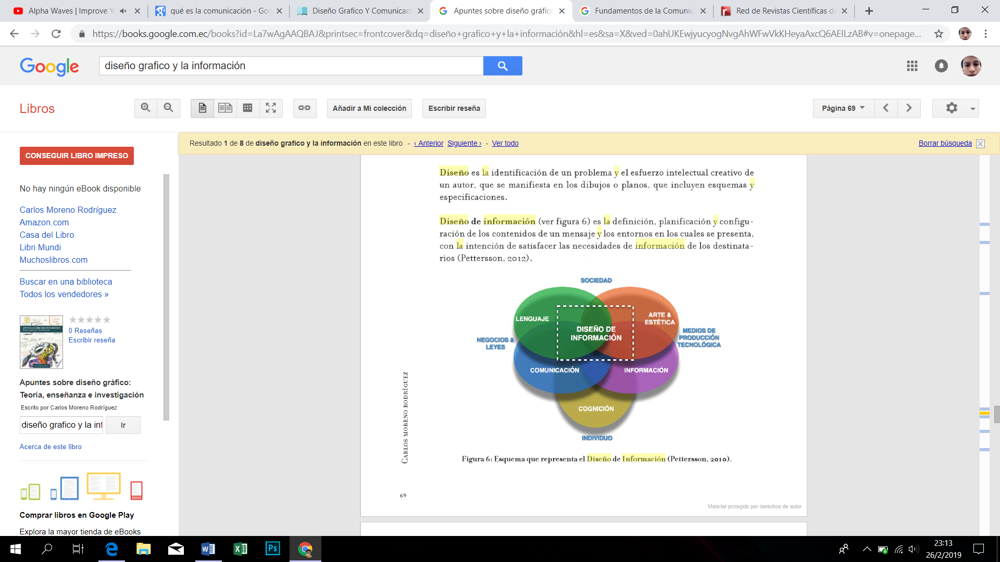 Alpha Waves | Improve Y
qué es la comunicación - Goo
Diseño Grafico Y Comunicaci
Apuntes sobre diseño gráfico
Fundamentos de la Comunic
Red de Revistas Científicas de
https://books.google.com.ec/books?id=La7wAgAAQBAJ&printsec=frontcover&dq=diseño+grafico+y+la+información&hl=es&sa=X&ved=0ahUKEwjyucyogNvgAhWFwVkKHeyaAxcQ6AEILzAB#v=onepage...
Google
diseño grafico y la información
Libros
Añadir a Mi colección
Escribir reseña
Página 69
Resultado 1 de 8 de diseño grafico y la información en este libro - ‹ Anterior Siguiente › - Ver todo
Borrar búsqueda
CONSEGUIR LIBRO IMPRESO
No hay ningún eBook disponible
Carlos Moreno Rodríguez
Amazon.com
Casa del Libro
Libri Mundi
Muchoslibros.com
Buscar en una biblioteca
Todos los vendedores »
0 Reseñas
Escribir reseña
Apuntes sobre diseño gráfico:
Teoría, enseñanza e investigación
Escrito por Carlos Moreno Rodríguez
diseño grafico y la inf
Ir
Acerca de este libro
Comprar libros en Google Play
Explora la mayor tienda de eBooks
Diseño es la identificación de un problema y el esfuerzo intelectual creativo de
un autor, que se manifiesta en los dibujos o planos, que incluyen esquemas y
especificaciones.
Diseño de información (ver figura 6) es la definición, planificación y configu-
ración de los contenidos de un mensaje y los entornos en los cuales se presenta,
con la intención de satisfacer las necesidades de información de los destinata-
rios (Pettersson, 2012).
SOCIEDAD
LENGUAJE
ARTE &
ESTÉTICA
DISEÑO DE
INFORMACIÓN
NEGOCIOS &
LEYES
MEDIOS DE
PRODUCCIÓN
TECNOLÓGICA
COMUNICACIÓN
INFORMACIÓN
COGNICIÓN
INDIVIDUO
Figura 6: Esquema que representa el Diseño de Información (Pettersson, 2010).
CARLOS MORENO RODRÍGUEZ
69
Material protegido por derechos de autor
23:13
26/2/2019